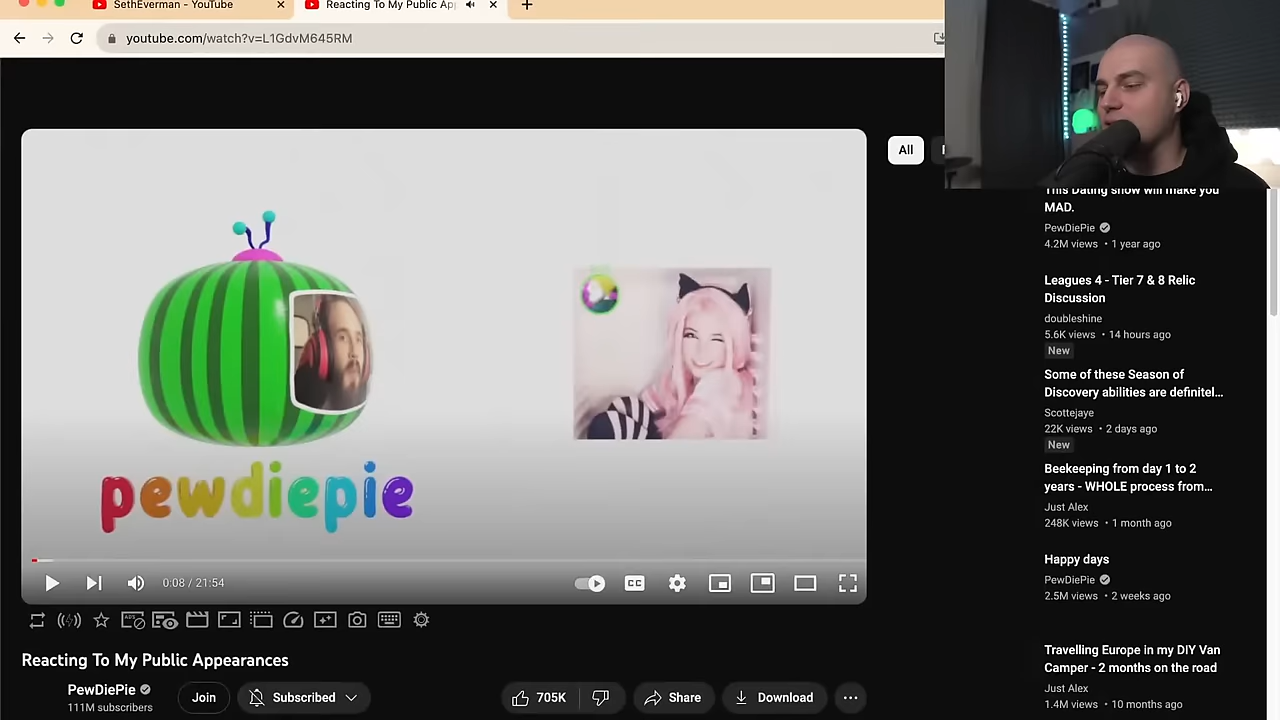 SethEverman - YouTube
Reacting To My Public Ap
youtube.com/watch?v=L1GdvM645RM
pewdiepie
0:08 / 21:54
CC
Reacting To My Public Appearances
PewDiePie
111M subscribers
Join
Subscribed
705K
Share
Download
All
This Dating show will make you
MAD.
PewDiePie
4.2M views • 1 year ago
Leagues 4 - Tier 7 & 8 Relic
Discussion
doubleshine
5.6K views • 14 hours ago
New
Some of these Season of
Discovery abilities are definitel...
Scottejaye
22K views • 2 days ago
New
Beekeeping from day 1 to 2
years - WHOLE process from...
Just Alex
248K views • 1 month ago
Happy days
PewDiePie
2.5M views • 2 weeks ago
Travelling Europe in my DIY Van
Camper - 2 months on the road
Just Alex
1.4M views • 10 months ago